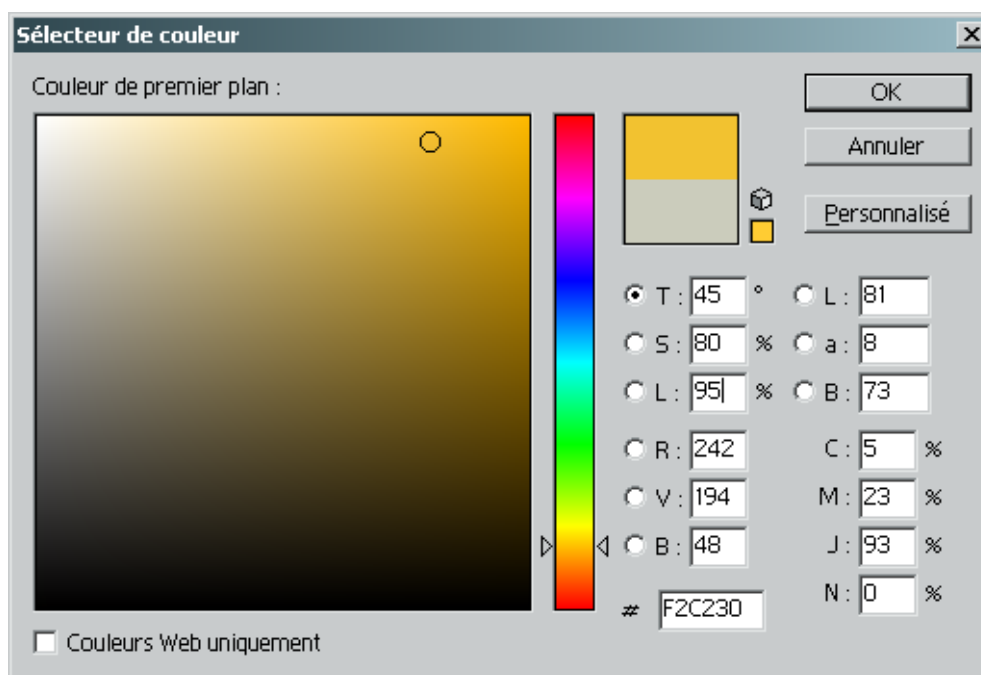 Sélecteur de couleur
Couleur de premier plan :
OK
Annuler
Personnalisé
T : 45 °
S : 80 %
L : 95 %
R : 242
V : 194
B : 48
# F2C230
L : 81
a : 8
B : 73
C : 5 %
M : 23 %
J : 93 %
N : 0 %
Couleurs Web uniquement